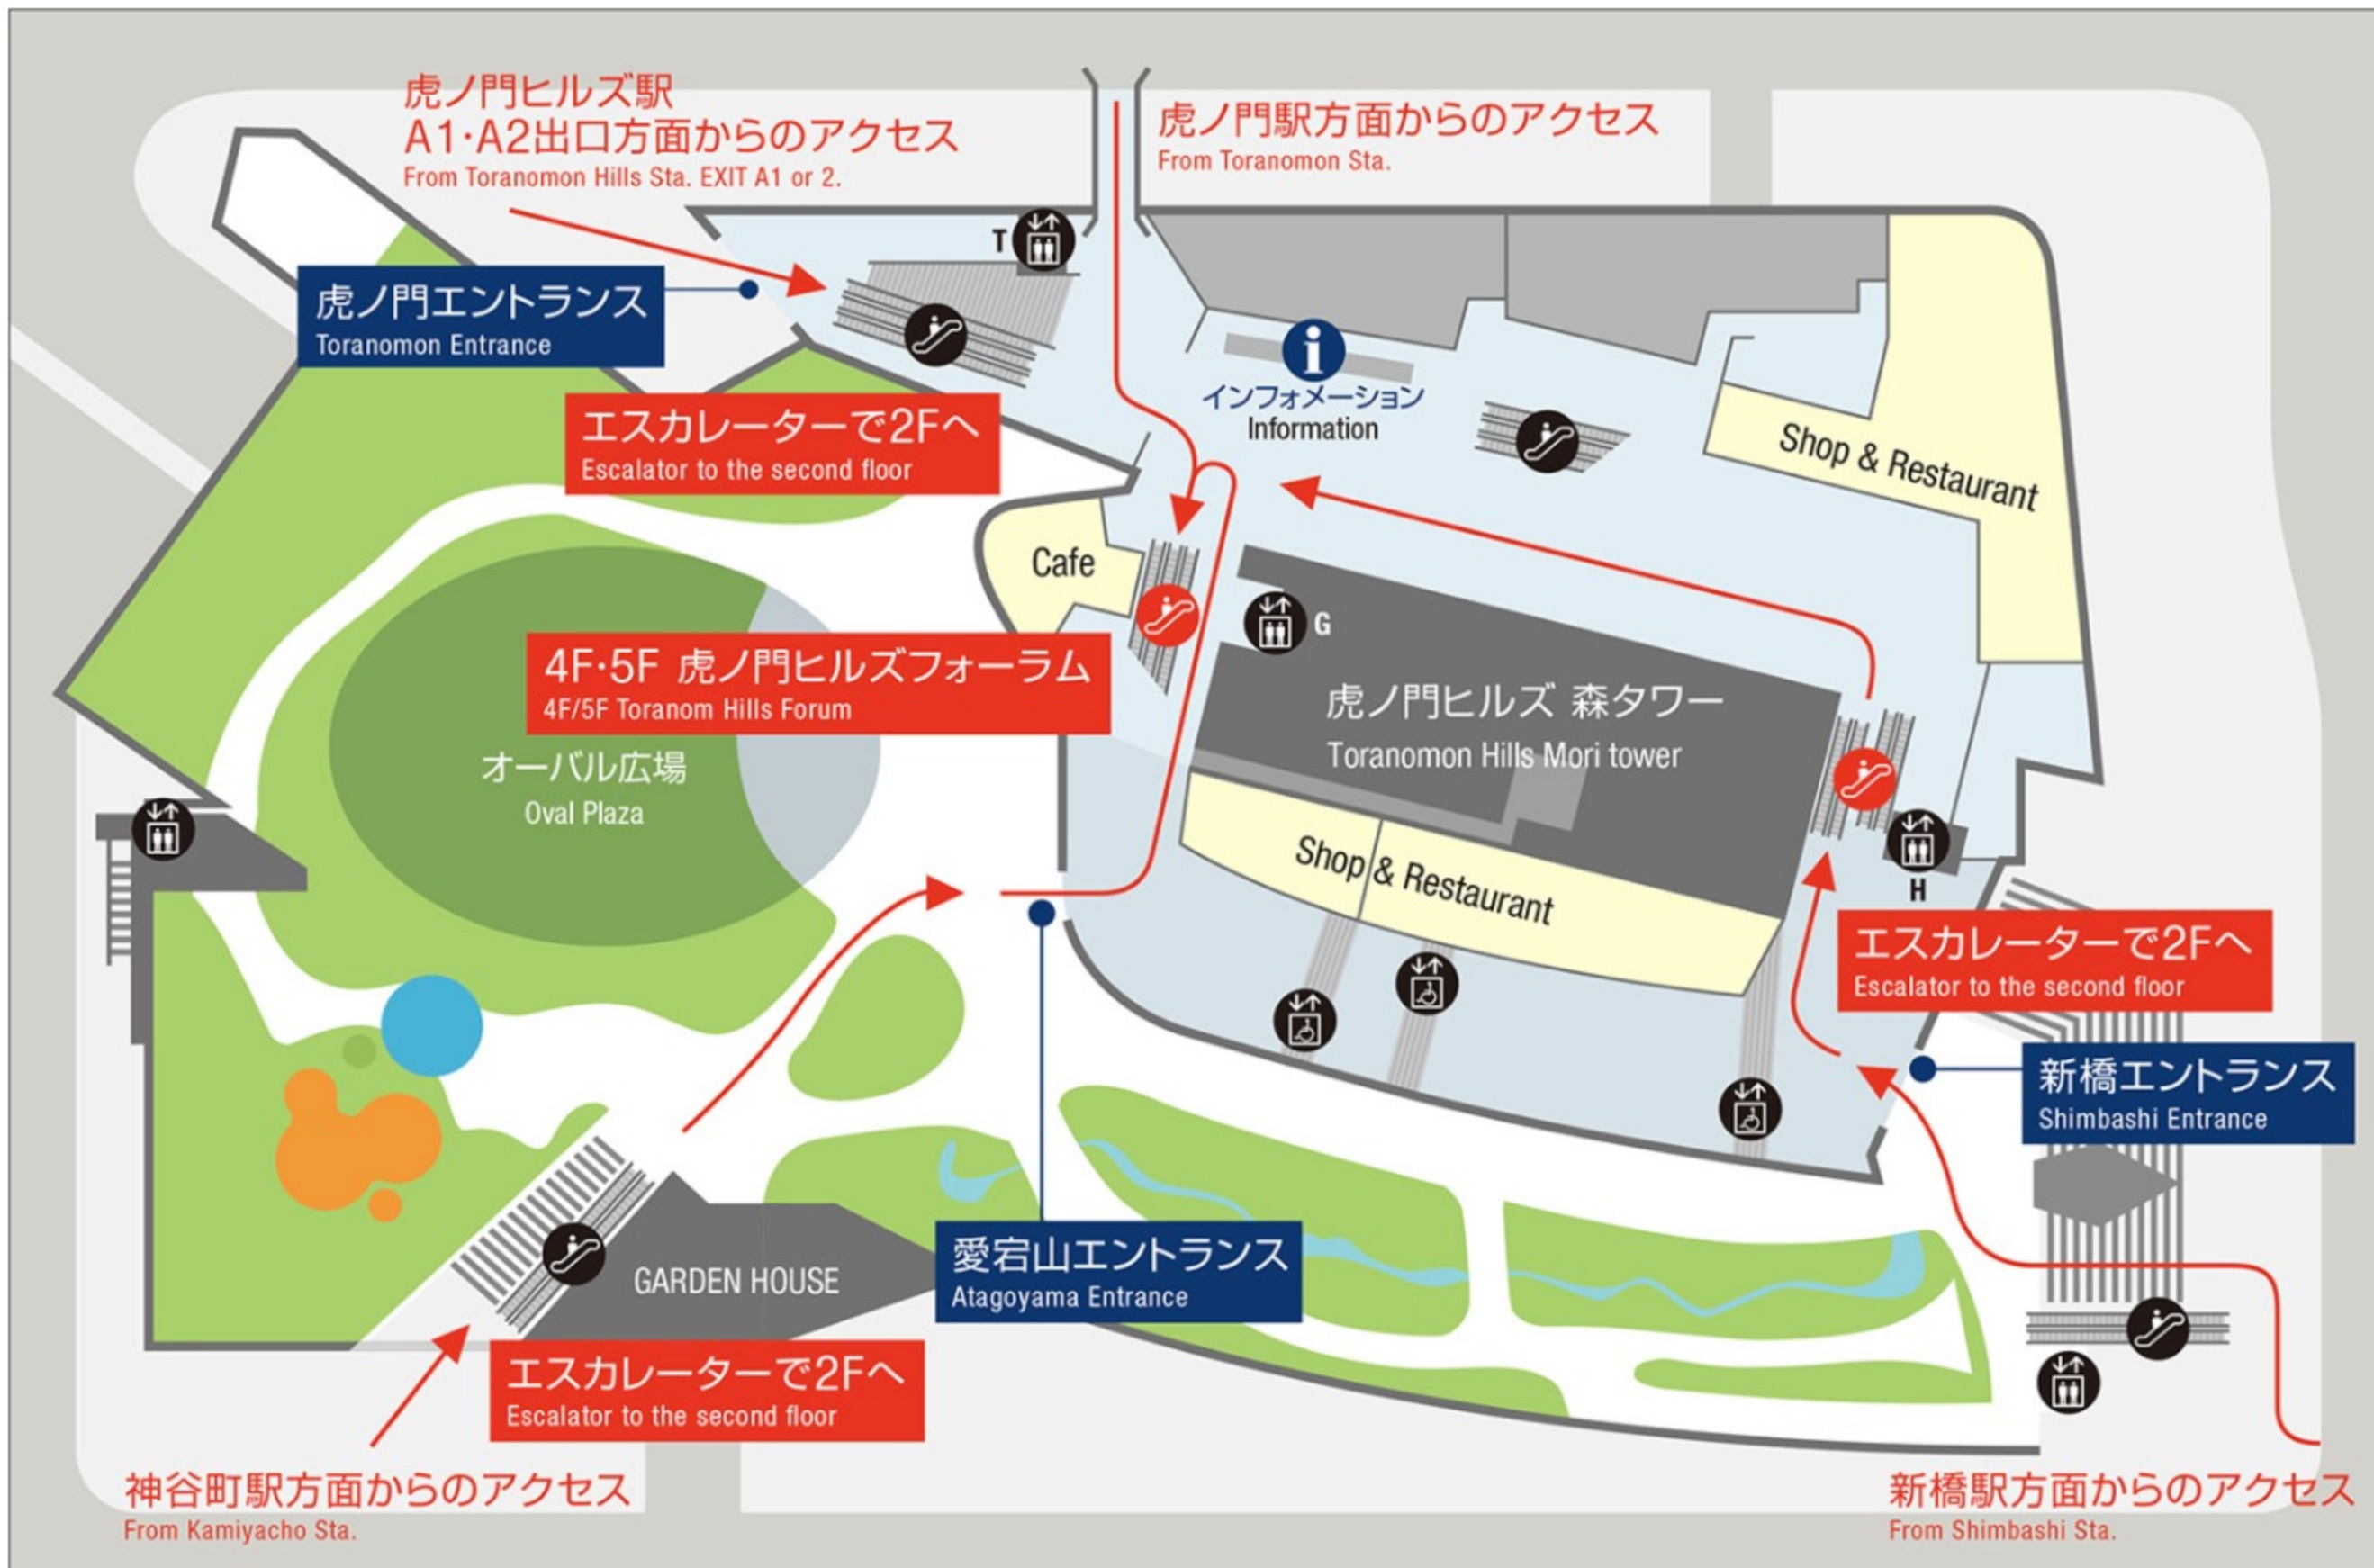 虎ノ門ヒルズ駅
A1･A2出口方面からのアクセス
From Toranomon Hills Sta. EXIT A1 or 2.
虎ノ門駅方面からのアクセス
From Toranomon Sta.
T
虎ノ門エントランス
Toranomon Entrance
i
インフォメーション
Information
エスカレーターで2Fへ
Escalator to the second floor
Shop & Restaurant
Cafe
G
4F･5F 虎ノ門ヒルズフォーラム
4F/5F Toranom Hills Forum
虎ノ門ヒルズ 森タワー
Toranomon Hills Mori tower
オーバル広場
Oval Plaza
Shop & Restaurant
H
エスカレーターで2Fへ
Escalator to the second floor
新橋エントランス
Shimbashi Entrance
愛宕山エントランス
Atagoyama Entrance
GARDEN HOUSE
エスカレーターで2Fへ
Escalator to the second floor
神谷町駅方面からのアクセス
From Kamiyacho Sta.
新橋駅方面からのアクセス
From Shimbashi Sta.